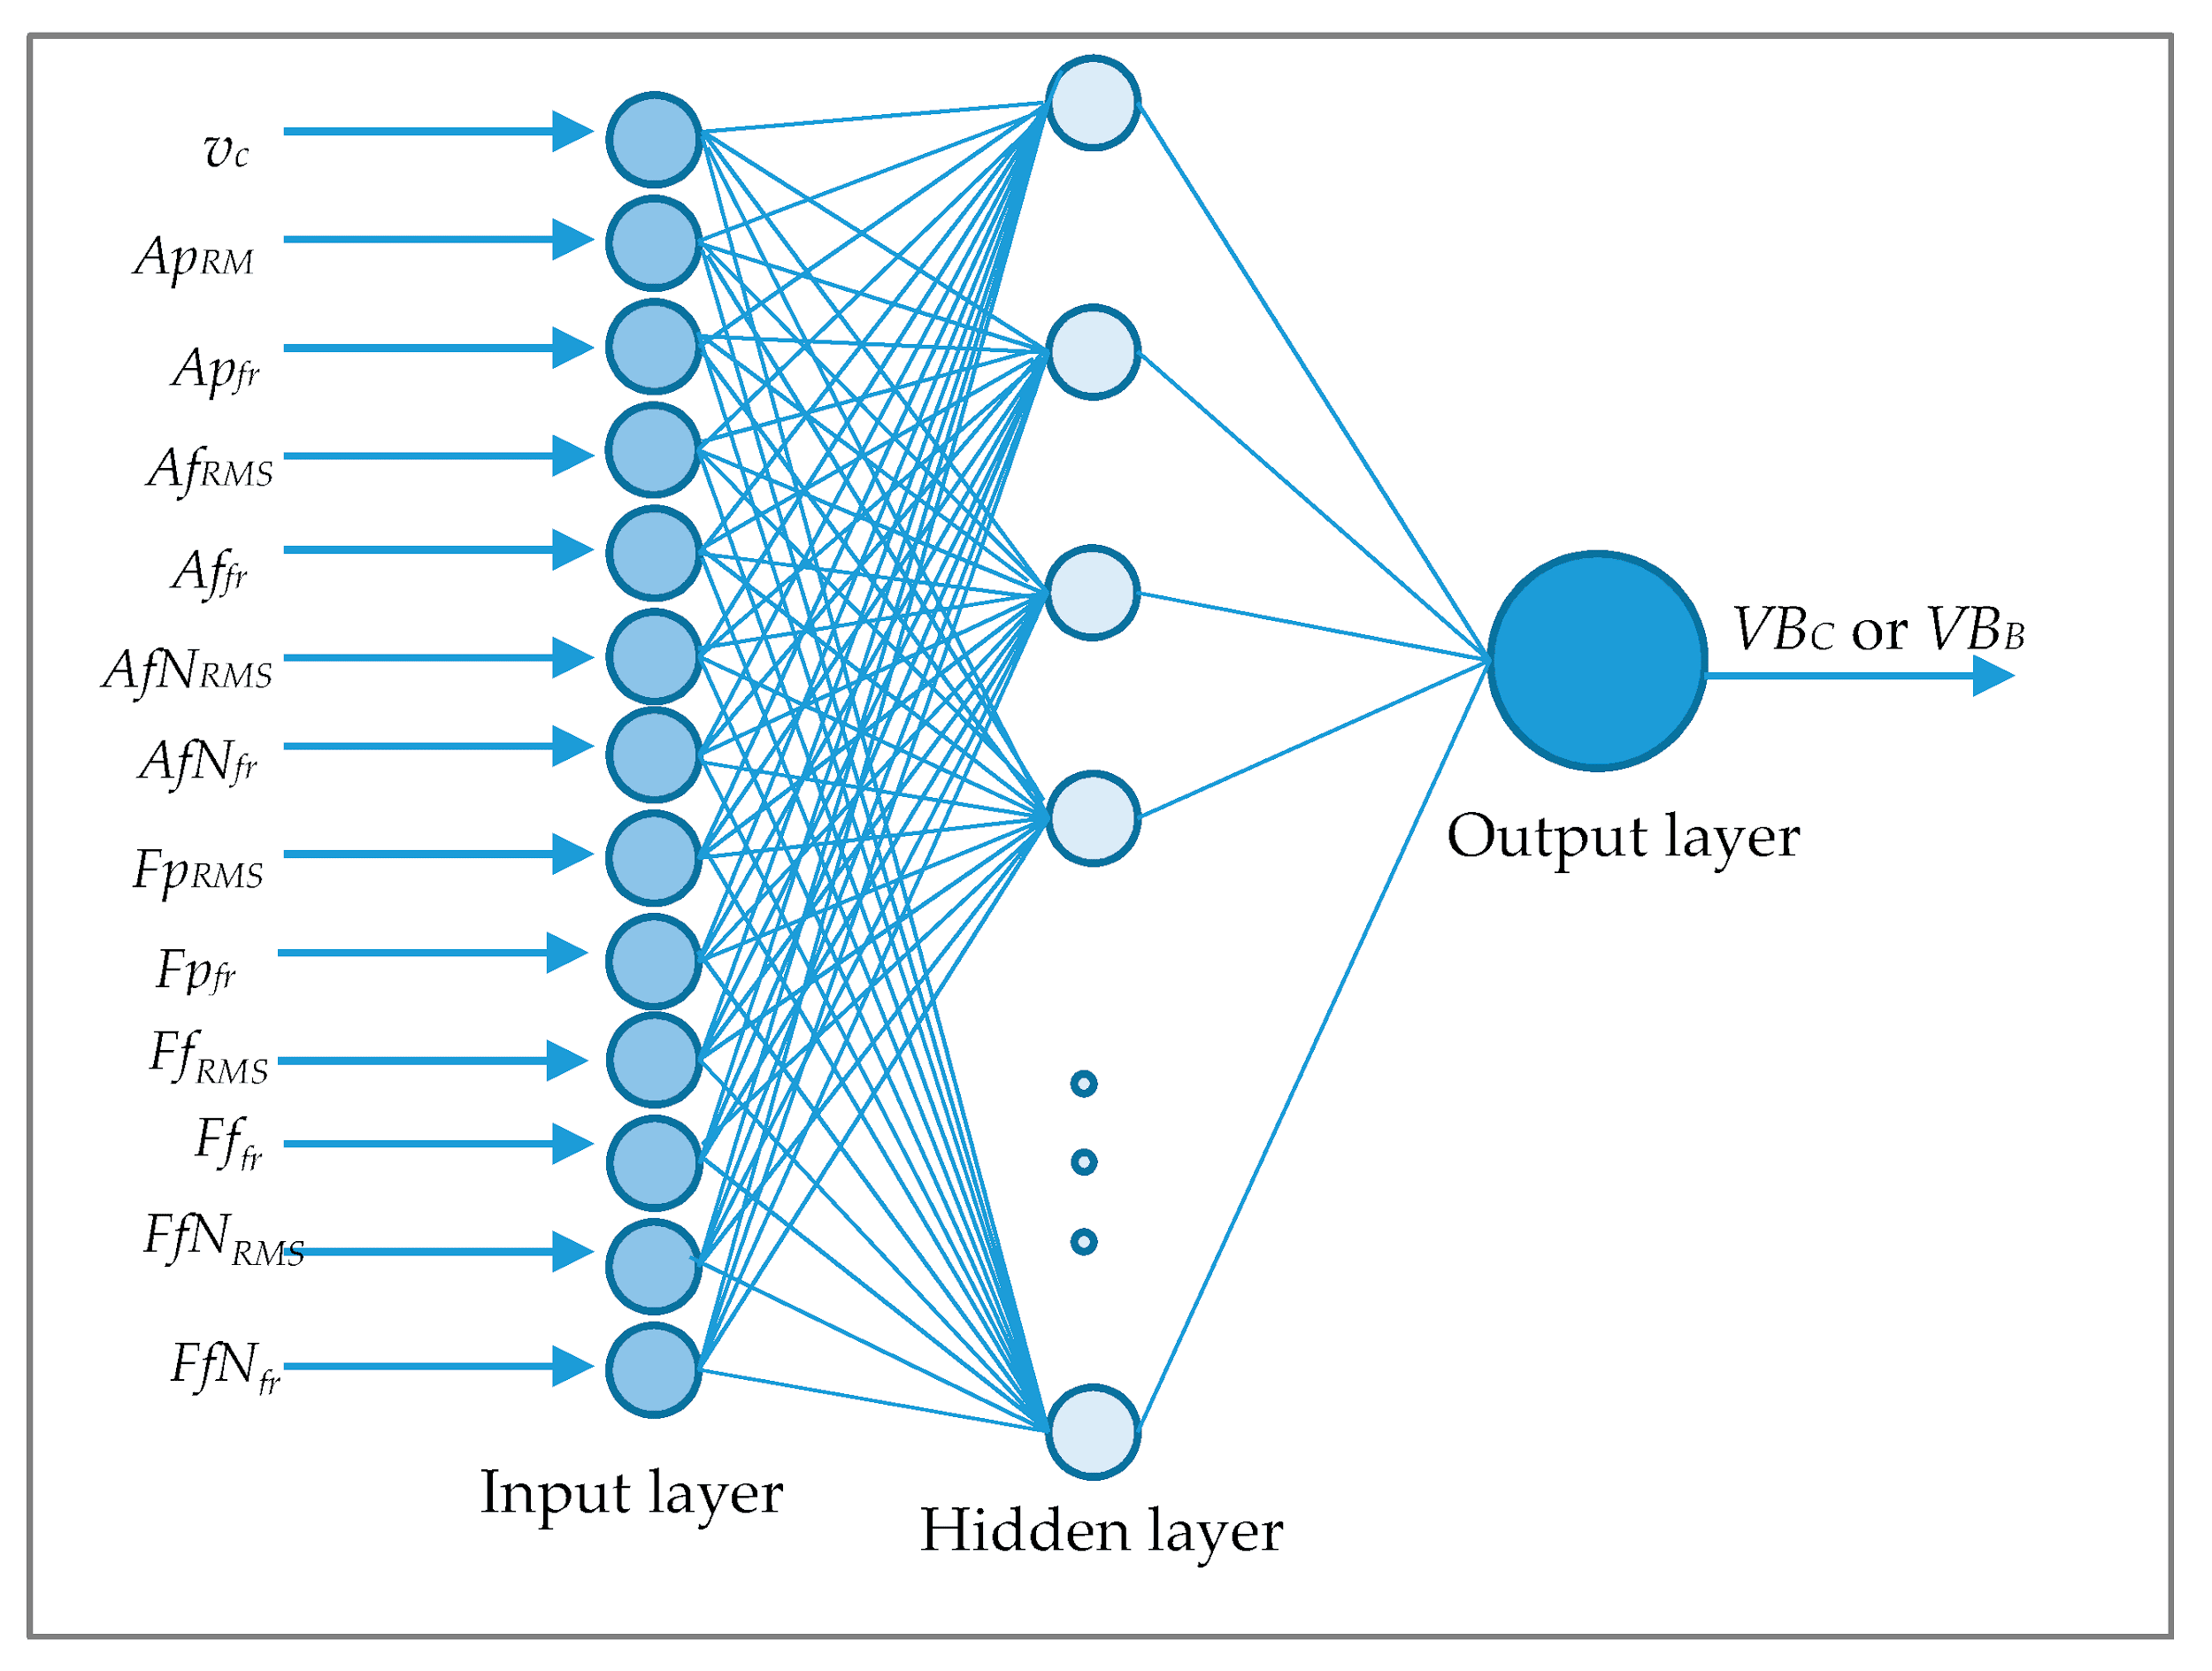 vc
ApRM
Apfr
AfRMS
Affr
AfNRMS
AfNfr
FpRMS
Fpfr
FfRMS
Fffr
FfNRMS
FfNfr
Input layer
Hidden layer
VBC or VBB
Output layer